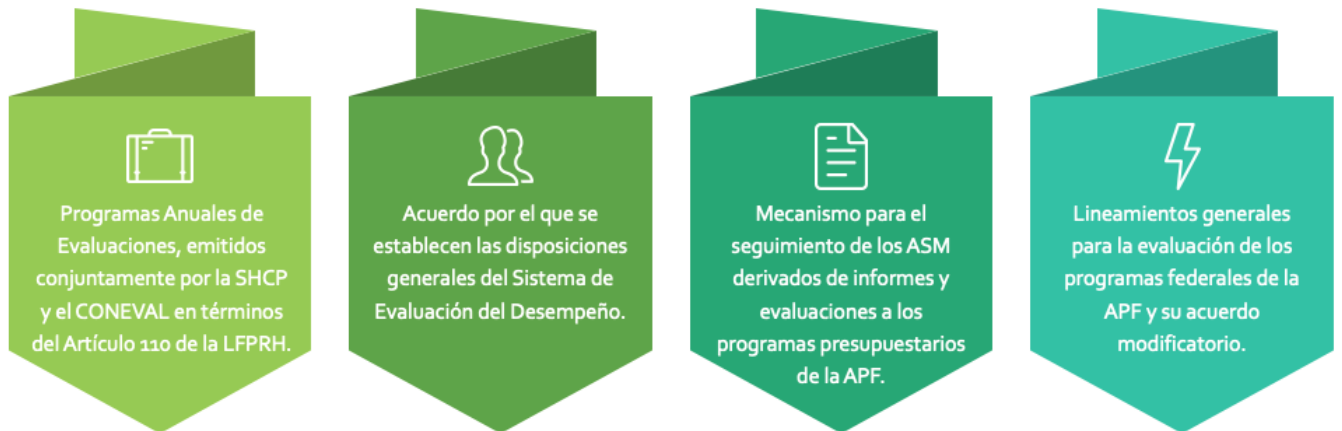 Programas Anuales de
Evaluaciones, emitidos
conjuntamente por la SHCP
y el CONEVAL en términos
del Artículo 110 de la LFPRH.
Acuerdo por el que se
establecen las disposiciones
generales del Sistema de
Evaluación del Desempeño.
Mecanismo para el
seguimiento de los ASM
derivados de informes y
evaluaciones a los
programas presupuestarios
de la APF.
Lineamientos generales
para la evaluación de los
programas federales de la
APF y su acuerdo
modificatorio.